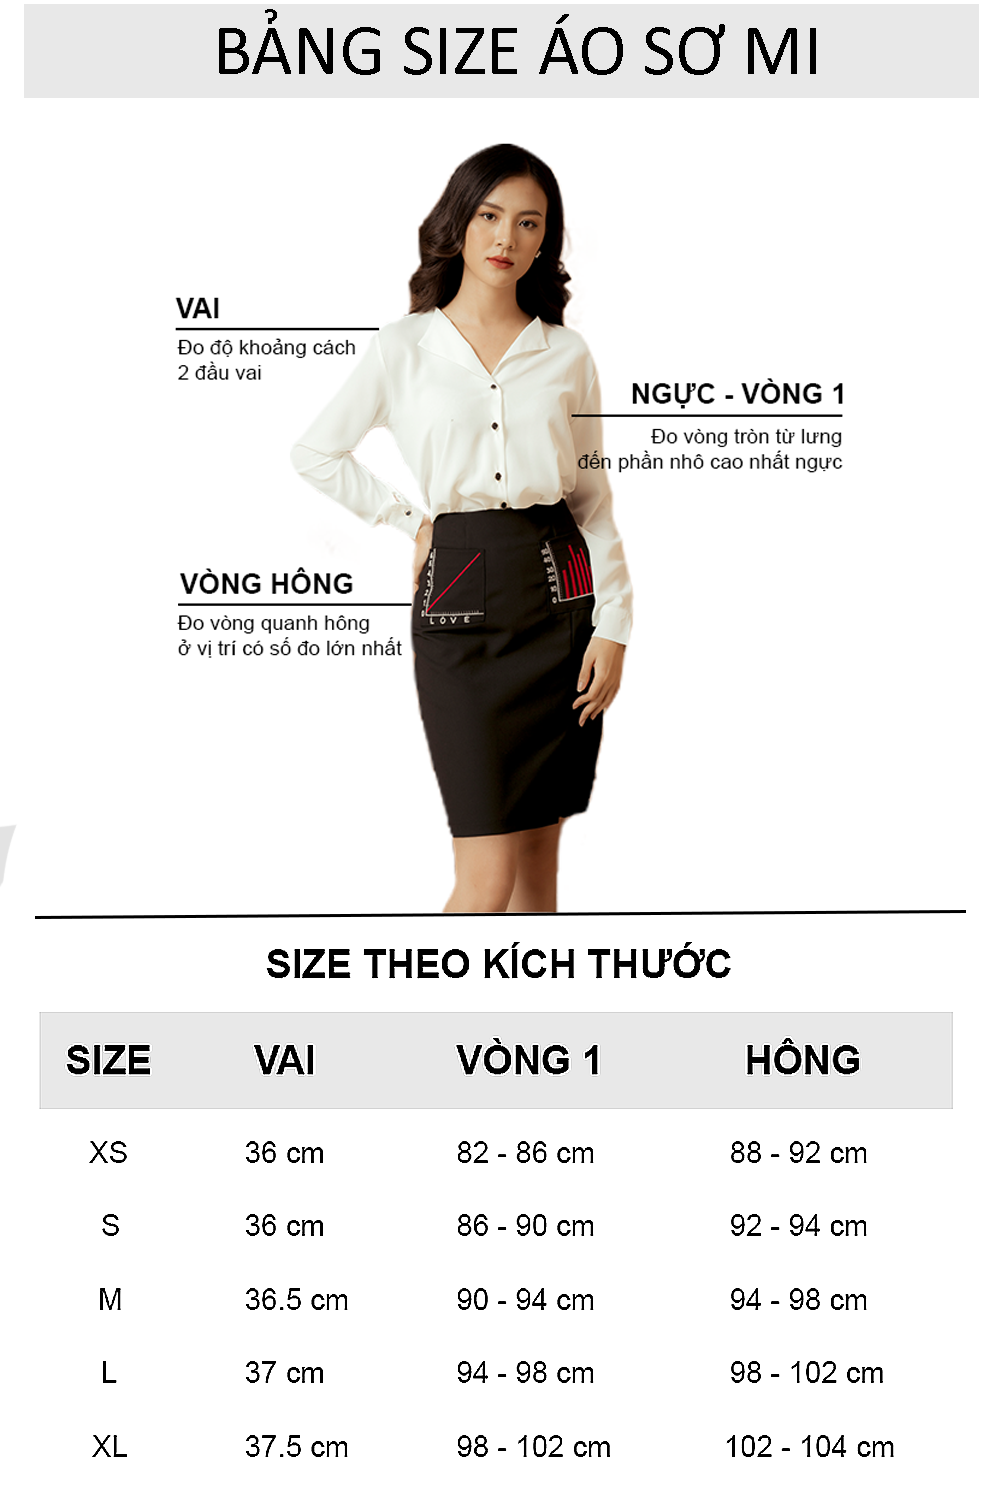 BẢNG SIZE ÁO SƠ MI
VAI
Đo độ khoảng cách
2 đầu vai
NGỰC - VÒNG 1
Đo vòng tròn từ lưng
đến phần nhô cao nhất ngực
VÒNG HÔNG
Đo vòng quanh hông
ở vị trí có số đo lớn nhất
LOVE
SIZE THEO KÍCH THƯỚC
SIZE VAI VÒNG 1 HÔNG
XS 36 cm 82 - 86 cm 88 - 92 cm
S 36 cm 86 - 90 cm 92 - 94 cm
M 36.5 cm 90 - 94 cm 94 - 98 cm
L 37 cm 94 - 98 cm 98 - 102 cm
XL 37.5 cm 98 - 102 cm 102 - 104 cm